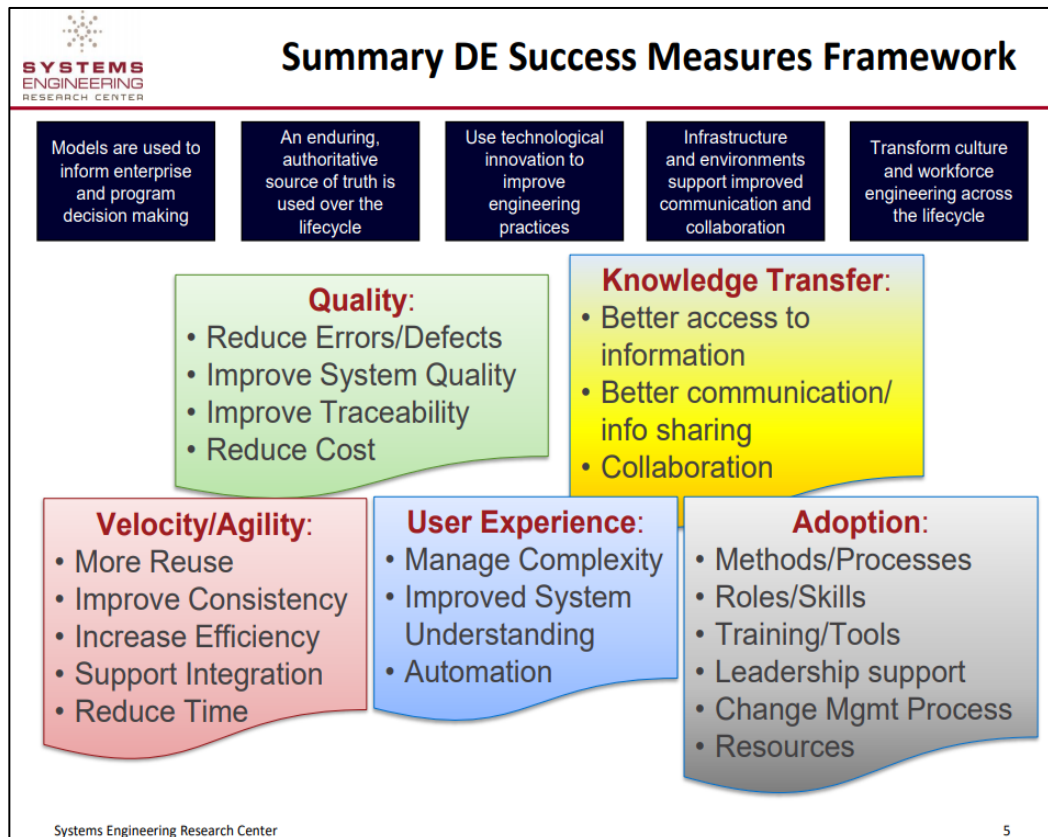 SYSTEMS
ENGINEERING
RESEARCH CENTER
Summary DE Success Measures Framework
Models are used to
inform enterprise
and program
decision making
An enduring,
authoritative
source of truth is
used over the
lifecycle
Use technological
innovation to
improve
engineering
practices
Infrastructure
and environments
support improved
communication and
collaboration
Transform culture
and workforce
engineering across
the lifecycle
Quality:
• Reduce Errors/Defects
• Improve System Quality
• Improve Traceability
• Reduce Cost
Knowledge Transfer:
• Better access to
information
• Better communication/
info sharing
• Collaboration
Velocity/Agility:
• More Reuse
• Improve Consistency
• Increase Efficiency
• Support Integration
• Reduce Time
User Experience:
• Manage Complexity
• Improved System
Understanding
• Automation
Adoption:
• Methods/Processes
• Roles/Skills
• Training/Tools
• Leadership support
• Change Mgmt Process
• Resources
Systems Engineering Research Center
5